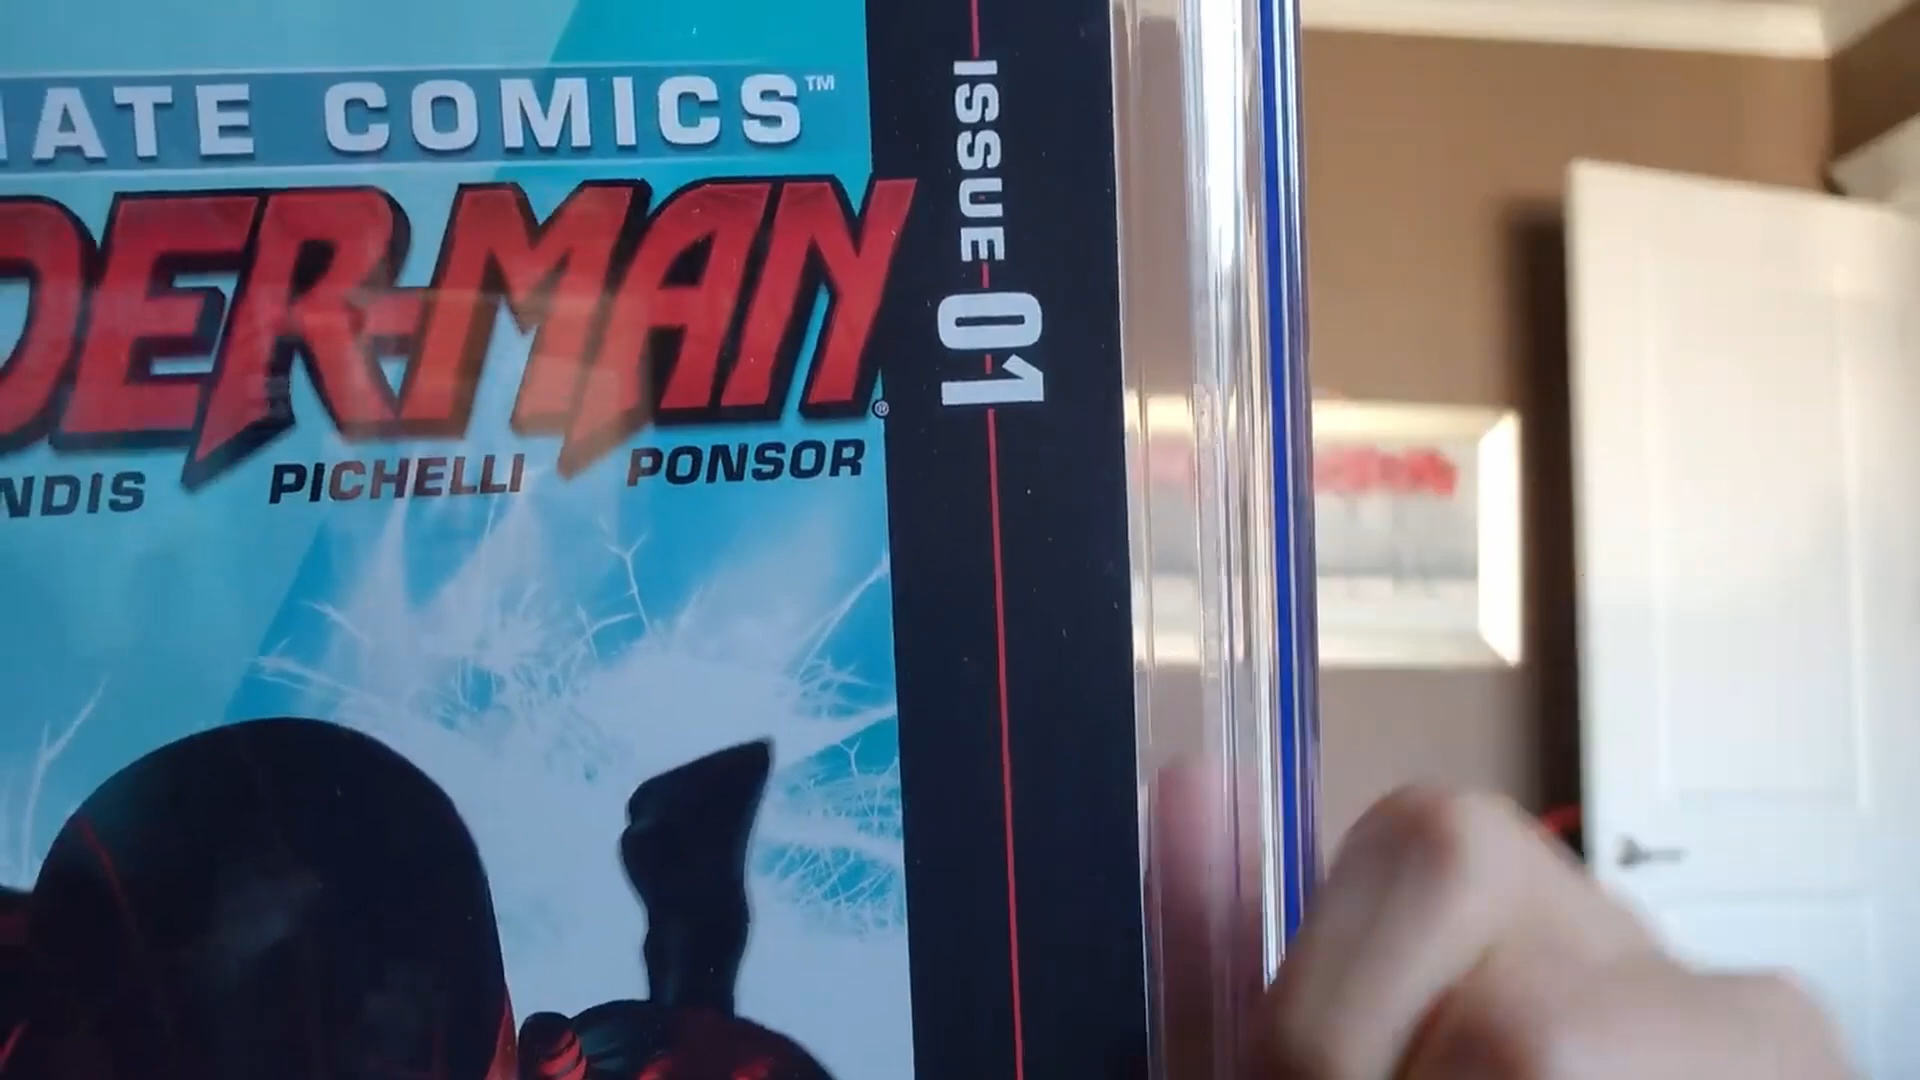 IATE COMICS™
DER-MAN®
NDIS PICHELLI PONSOR
ISSUE 01